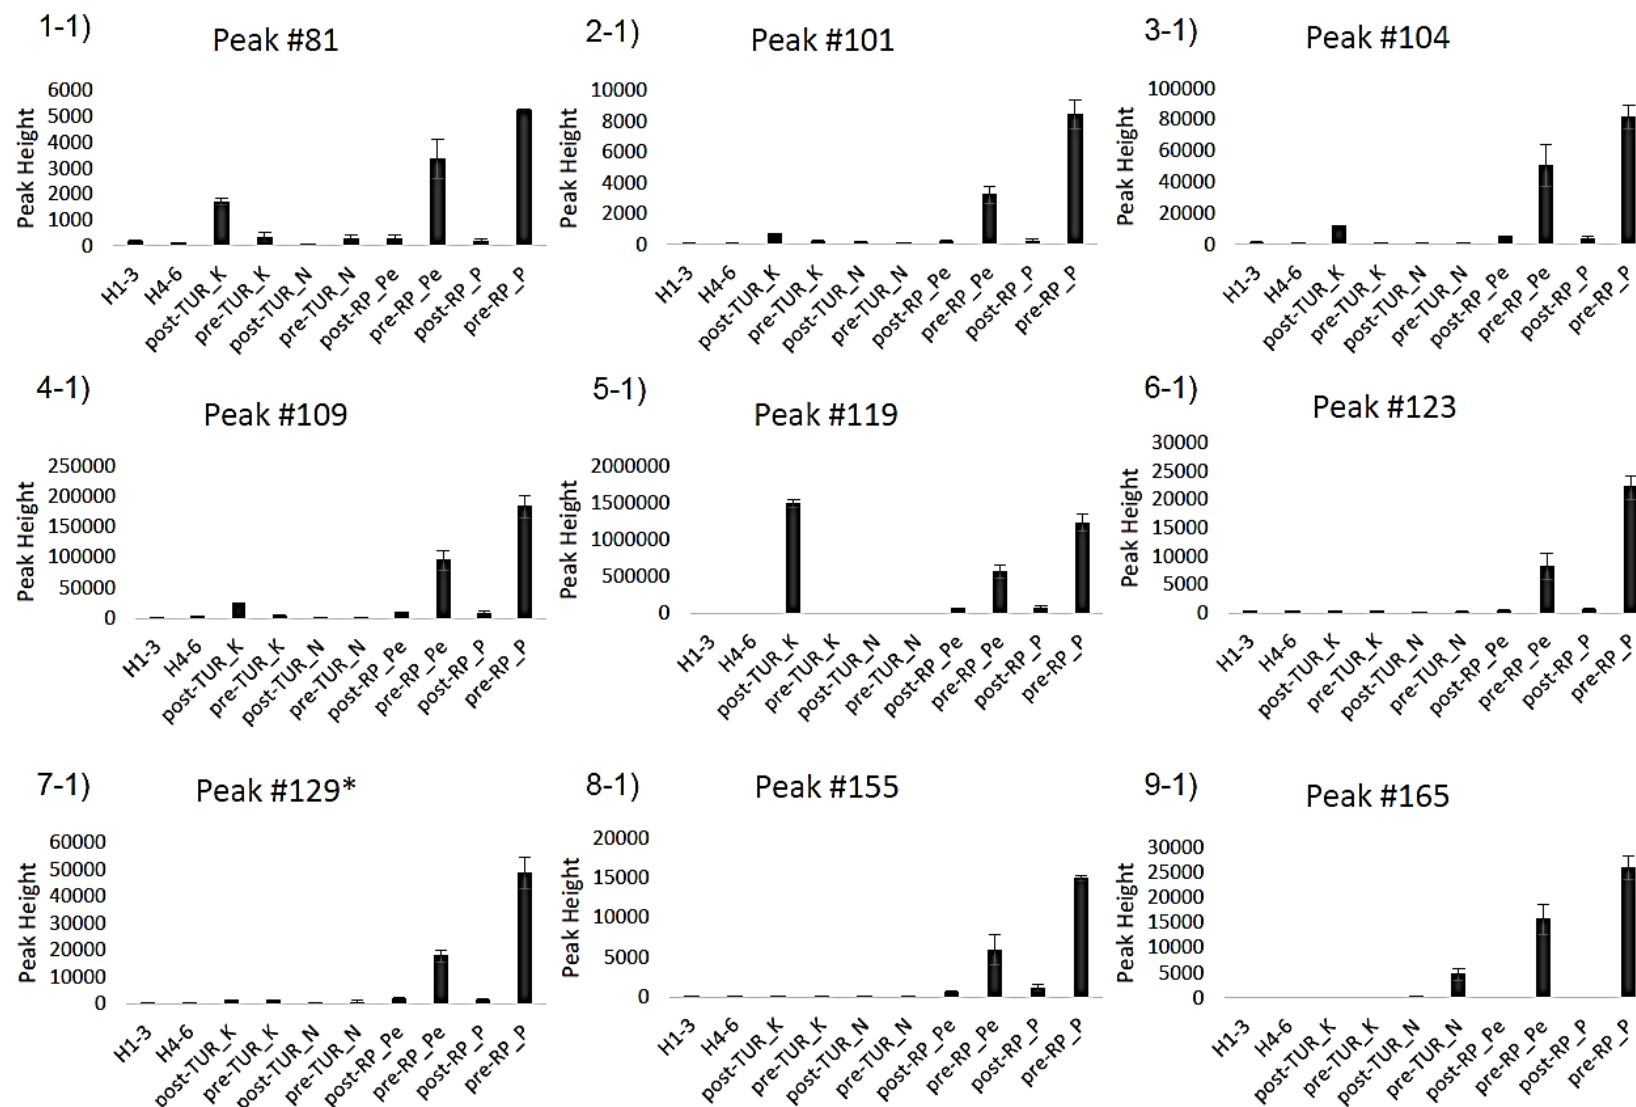 1-1)
Peak #81
Peak Height
6000
5000
4000
3000
2000
1000
0
H1-3
H4-6
post-TUR_K
pre-TUR_K
post-TUR_N
pre-TUR_N
post-RP_Pe
pre-RP_Pe
post-RP_P
pre-RP_P
2-1)
Peak #101
Peak Height
10000
8000
6000
4000
2000
0
H1-3
H4-6
post-TUR_K
pre-TUR_K
post-TUR_N
pre-TUR_N
post-RP_Pe
pre-RP_Pe
post-RP_P
pre-RP_P
3-1)
Peak #104
Peak Height
100000
80000
60000
40000
20000
0
H1-3
H4-6
post-TUR_K
pre-TUR_K
post-TUR_N
pre-TUR_N
post-RP_Pe
pre-RP_Pe
post-RP_P
pre-RP_P
4-1)
Peak #109
Peak Height
250000
200000
150000
100000
50000
0
H1-3
H4-6
post-TUR_K
pre-TUR_K
post-TUR_N
pre-TUR_N
post-RP_Pe
pre-RP_Pe
post-RP_P
pre-RP_P
5-1)
Peak #119
Peak Height
2000000
1500000
1000000
500000
0
H1-3
H4-6
post-TUR_K
pre-TUR_K
post-TUR_N
pre-TUR_N
post-RP_Pe
pre-RP_Pe
post-RP_P
pre-RP_P
6-1)
Peak #123
Peak Height
30000
25000
20000
15000
10000
5000
0
H1-3
H4-6
post-TUR_K
pre-TUR_K
post-TUR_N
pre-TUR_N
post-RP_Pe
pre-RP_Pe
post-RP_P
pre-RP_P
7-1)
Peak #129*
Peak Height
60000
50000
40000
30000
20000
10000
0
H1-3
H4-6
post-TUR_K
pre-TUR_K
post-TUR_N
pre-TUR_N
post-RP_Pe
pre-RP_Pe
post-RP_P
pre-RP_P
8-1)
Peak #155
Peak Height
20000
15000
10000
5000
0
H1-3
H4-6
post-TUR_K
pre-TUR_K
post-TUR_N
pre-TUR_N
post-RP_Pe
pre-RP_Pe
post-RP_P
pre-RP_P
9-1)
Peak #165
Peak Height
30000
25000
20000
15000
10000
5000
0
H1-3
H4-6
post-TUR_K
pre-TUR_K
post-TUR_N
pre-TUR_N
post-RP_Pe
pre-RP_Pe
post-RP_P
pre-RP_P